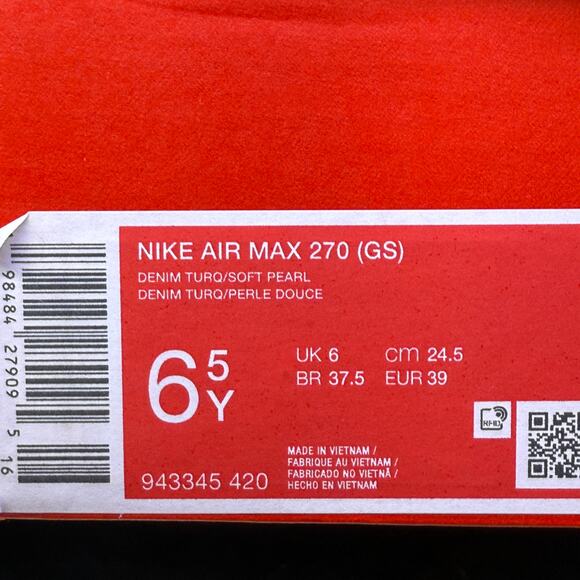 NIKE AIR MAX 270 (GS)
DENIM TURQ/SOFT PEARL
DENIM TURQ/PERLE DOUCE
6 5 Y
UK 6 cm 24.5
BR 37.5 EUR 39
943345 420
MADE IN VIETNAM /
FABRIQUE AU VIETNAM /
FABRICADO NO VIETNÃ /
HECHO EN VIETNAM
RFID
98484 27909 5 16